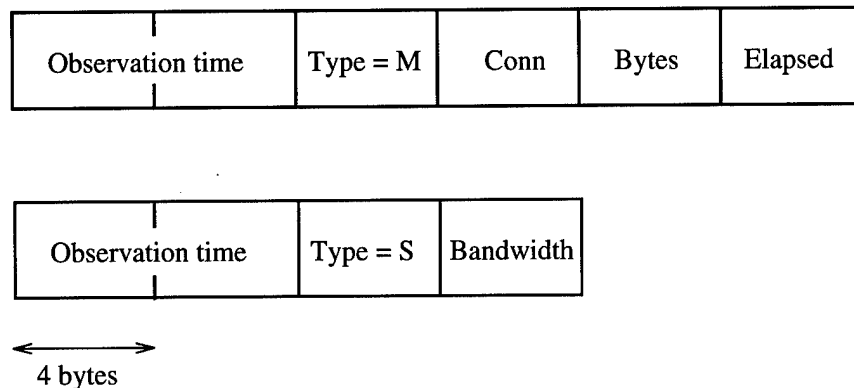 Observation time Type = M Conn Bytes Elapsed
Observation time Type = S Bandwidth
4 bytes